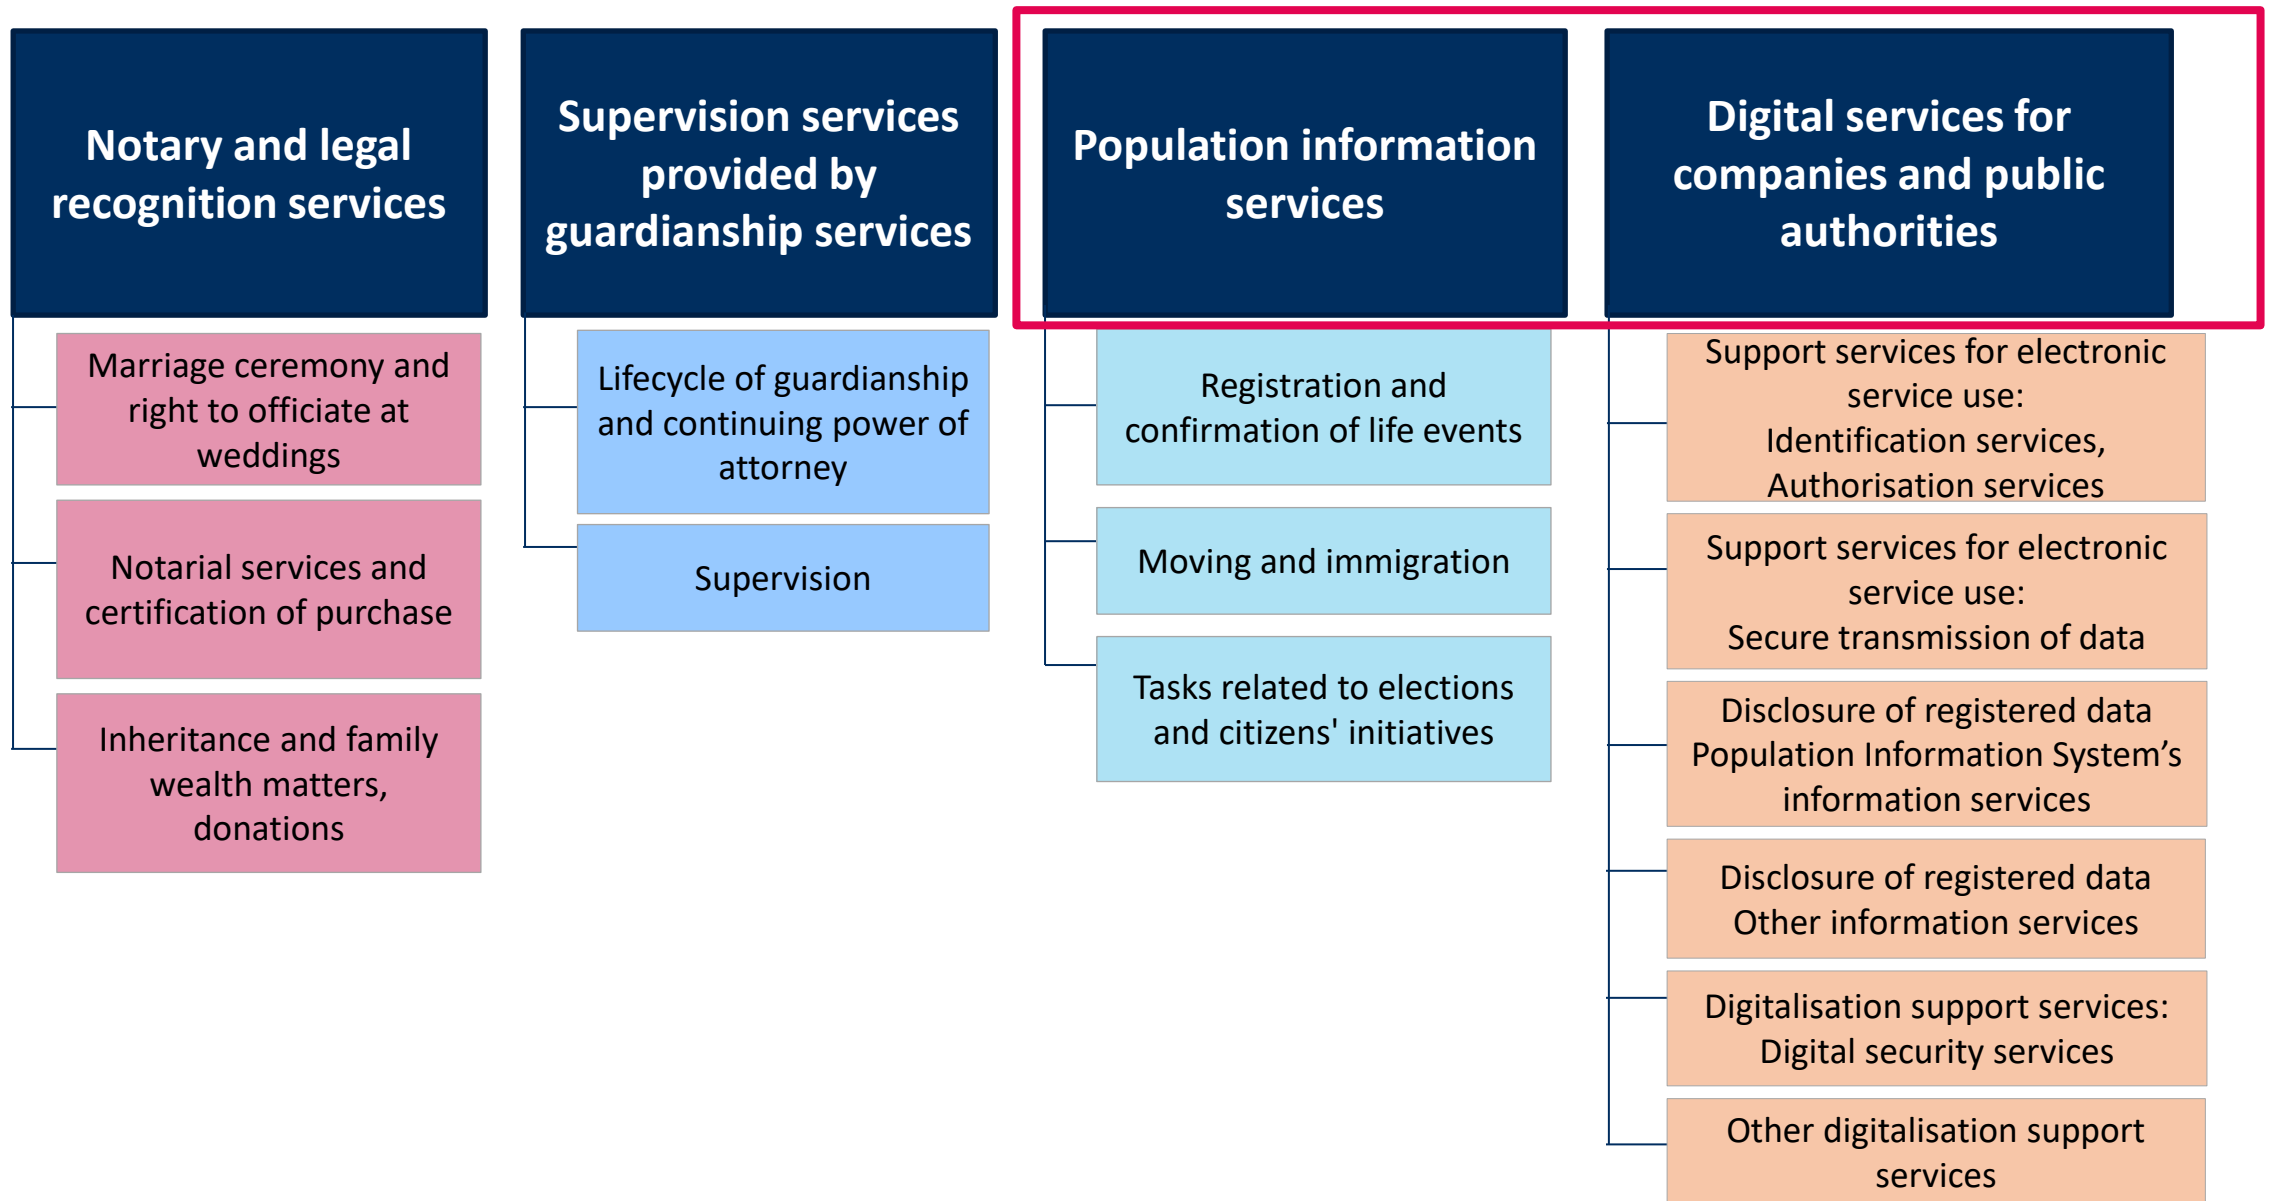 Notary and legal
recognition services
Marriage ceremony and
right to officiate at
weddings
Notarial services and
certification of purchase
Inheritance and family
wealth matters,
donations
Supervision services
provided by
guardianship services
Lifecycle of guardianship
and continuing power of
attorney
Supervision
Population information
services
Registration and
confirmation of life events
Moving and immigration
Tasks related to elections
and citizens' initiatives
Digital services for
companies and public
authorities
Support services for electronic
service use:
Identification services,
Authorisation services
Support services for electronic
service use:
Secure transmission of data
Disclosure of registered data
Population Information System’s
information services
Disclosure of registered data
Other information services
Digitalisation support services:
Digital security services
Other digitalisation support
services